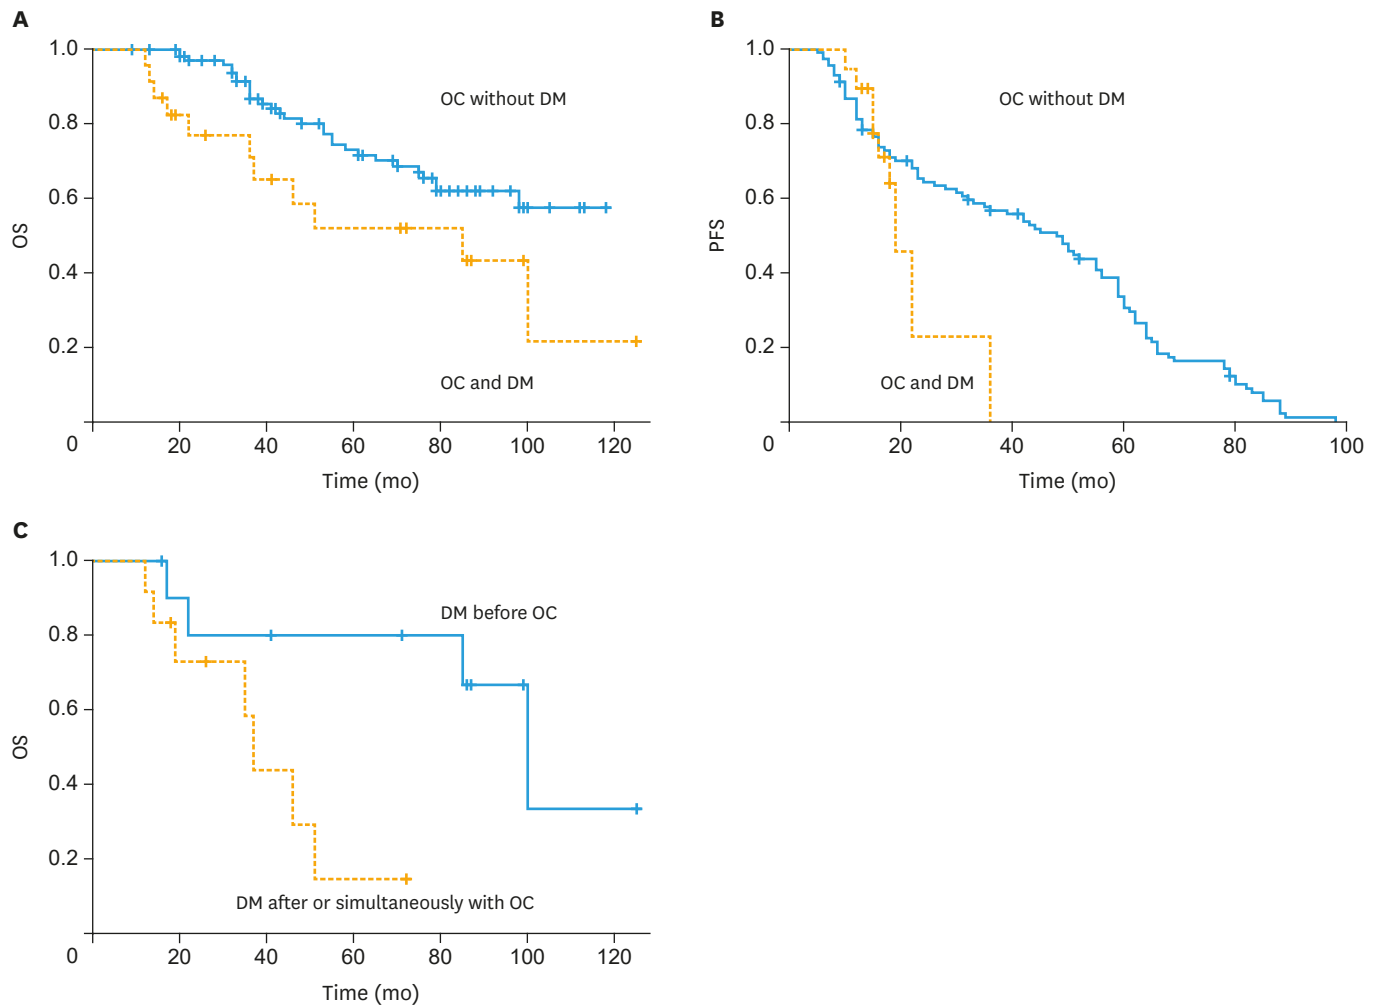 A
1.0
0.8
0.6
0.4
0.2
0
OS
OC without DM
OC and DM
20 40 60 80 100 120
Time (mo)
B
1.0
0.8
0.6
0.4
0.2
0
PFS
OC without DM
OC and DM
20 40 60 80 100
Time (mo)
C
1.0
0.8
0.6
0.4
0.2
0
OS
DM before OC
DM after or simultaneously with OC
20 40 60 80 100 120
Time (mo)